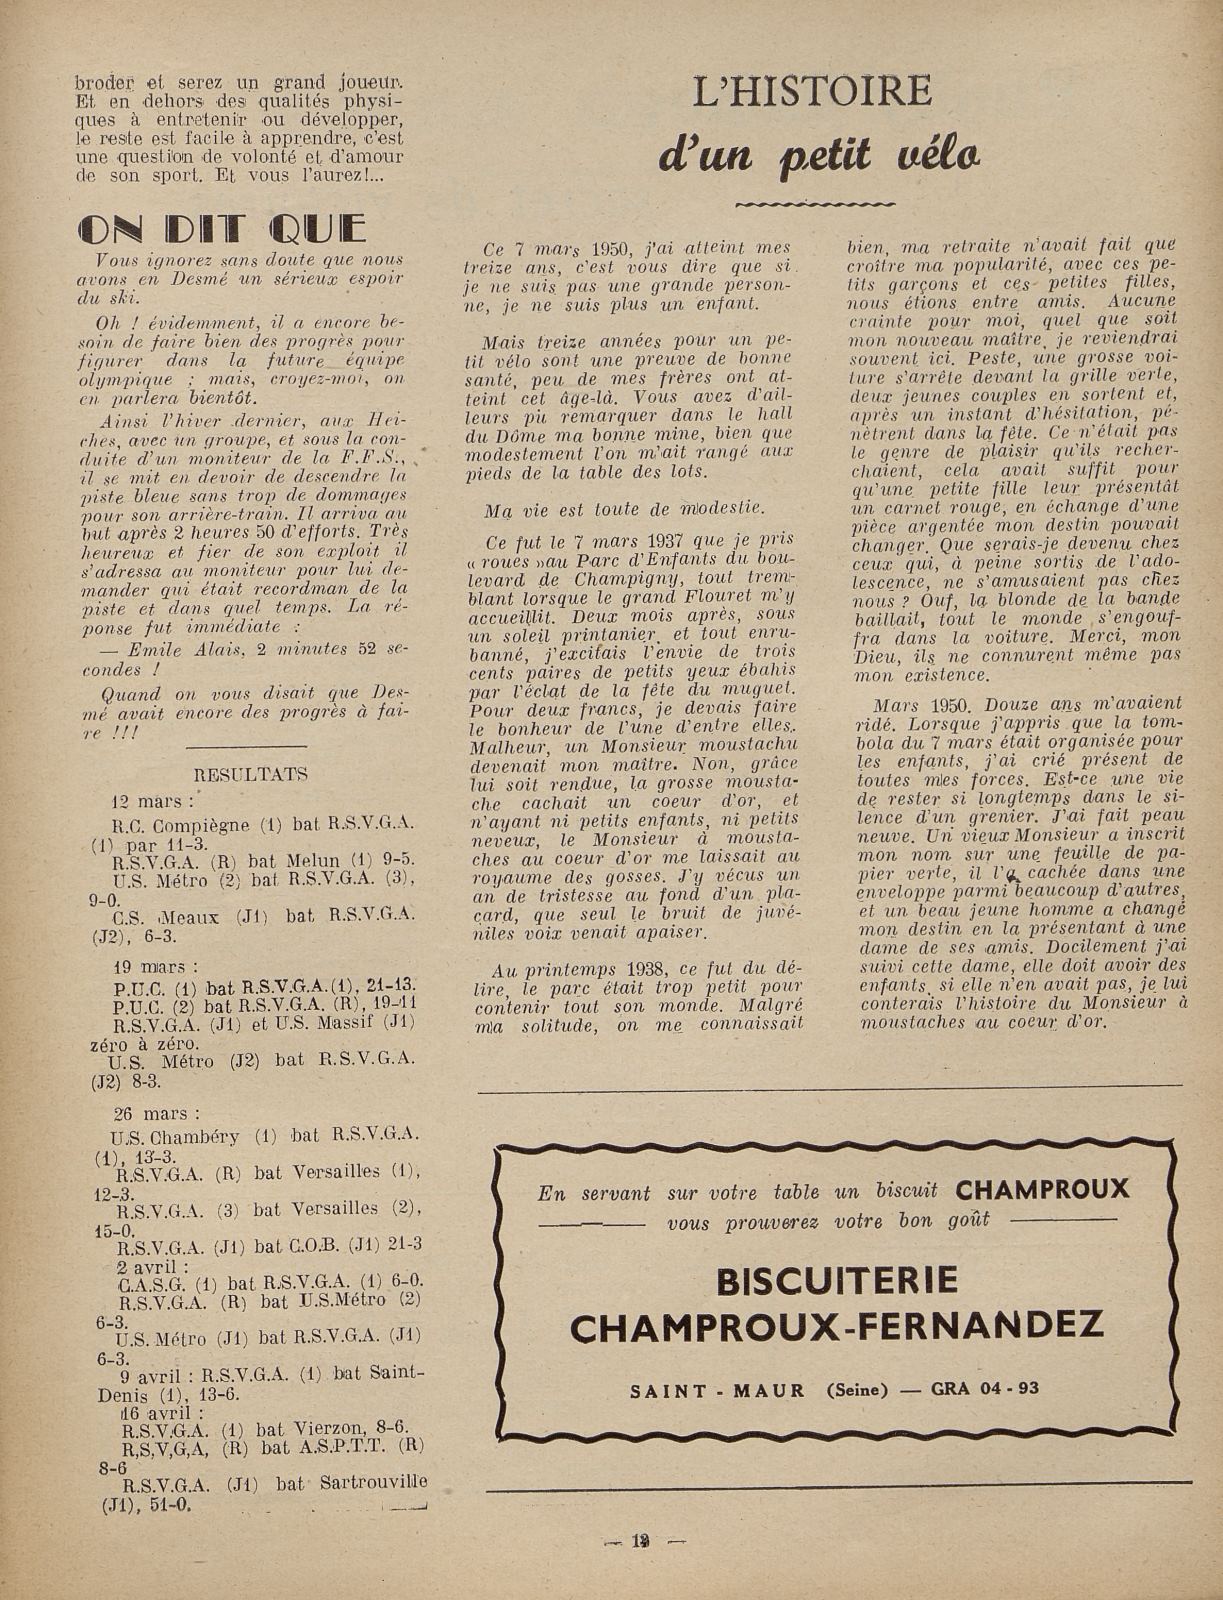 broder et serez un grand joueur.
Et en dehors des qualités physi-
ques à entretenir ou développer,
le reste est facile à apprendre, c'est
une question de volonté et d'amour
de son sport. Et vous l'aurez!...
ON DIT QUE
Vous ignorez sans doute que nous
avons en Desmé un sérieux espoir
du ski.
Oh ! évidemment, il a encore be-
soin de faire bien des progrès pour
figurer dans la future équipe
olympique ; mais, croyez-moi, on
en parlera bientôt.
Ainsi l'hiver dernier, aux Hei-
ches, avec un groupe, et sous la con-
duite d'un moniteur de la F.F.S.,
il se mit en devoir de descendre la
piste bleue sans trop de dommages
pour son arrière-train. Il arriva au
but après 2 heures 50 d'efforts. Très
heureux et fier de son exploit il
s'adressa au moniteur pour lui de-
mander qui était recordman de la
piste et dans quel temps. La ré-
ponse fut immédiate :
— Emile Alais, 2 minutes 52 se-
condes !
Quand on vous disait que Des-
mé avait encore des progrès à fai-
re !!!
RESULTATS
12 mars :
R.C. Compiègne (1) bat R.S.V.G.A.
(1) par 11-3.
R.S.V.G.A. (R) bat Melun (1) 9-5.
U.S. Métro (2) bat R.S.V.G.A. (3),
9-0.
C.S. Meaux (J1) bat R.S.V.G.A.
(J2), 6-3.
19 mars :
P.U.C. (1) bat R.S.V.G.A.(1), 21-13.
P.U.C. (2) bat R.S.V.G.A. (R), 19-11
R.S.V.G.A. (J1) et U.S. Massif (J1)
zéro à zéro.
U.S. Métro (J2) bat R.S.V.G.A.
(J2) 8-3.
26 mars :
U.S. Chambéry (1) bat R.S.V.G.A.
(1), 13-3.
R.S.V.G.A. (R) bat Versailles (1),
12-3.
R.S.V.G.A. (3) bat Versailles (2),
15-0.
R.S.V.G.A. (J1) bat C.O.B. (J1) 21-3
2 avril :
C.A.S.G. (1) bat R.S.V.G.A. (1) 6-0.
R.S.V.G.A. (R) bat U.S.Métro (2)
6-3.
U.S. Métro (J1) bat R.S.V.G.A. (J1)
6-3.
9 avril : R.S.V.G.A. (1) bat Saint-
Denis (1), 13-6.
16 avril :
R.S.V.G.A. (1) bat Vierzon, 8-6.
R,S,V,G,A, (R) bat A.S.P.T.T. (R)
8-6
R.S.V.G.A. (J1) bat Sartrouville
(J1), 51-0.
L'HISTOIRE
d'un petit vélo
Ce 7 mars 1950, j'ai atteint mes
treize ans, c'est vous dire que si
je ne suis pas une grande person-
ne, je ne suis plus un enfant.
Mais treize années pour un pe-
tit vélo sont une preuve de bonne
santé, peu de mes frères ont at-
teint cet âge-là. Vous avez d'ail-
leurs pu remarquer dans le hall
du Dôme ma bonne mine, bien que
modestement l'on m'ait rangé aux
pieds de la table des lots.
Ma vie est toute de modestie.
Ce fut le 7 mars 1937 que je pris
« roues »au Parc d'Enfants du bou-
levard de Champigny, tout trem-
blant lorsque le grand Flouret m'y
accueillit. Deux mois après, sous
un soleil printanier, et tout enru-
banné, j'excitais l'envie de trois
cents paires de petits yeux ébahis
par l'éclat de la fête du muguet.
Pour deux francs, je devais faire
le bonheur de l'une d'entre elles.
Malheur, un Monsieur moustachu
devenait mon maître. Non, grâce
lui soit rendue, la grosse mousta-
che cachait un coeur d'or, et
n'ayant ni petits enfants, ni petits
neveux, le Monsieur à mousta-
ches au coeur d'or me laissait au
royaume des gosses. J'y vécus un
an de tristesse au fond d'un pla-
card, que seul le bruit de juvé-
niles voix venait apaiser.
Au printemps 1938, ce fut du dé-
lire, le parc était trop petit pour
contenir tout son monde. Malgré
ma solitude, on me connaissait
bien, ma retraite n'avait fait que
croître ma popularité, avec ces pe-
tits garçons et ces petites filles,
nous étions entre amis. Aucune
crainte pour moi, quel que soit
mon nouveau maître, je reviendrai
souvent ici. Peste, une grosse voi-
ture s'arrête devant la grille verte,
deux jeunes couples en sortent et,
après un instant d'hésitation, pé-
nètrent dans la fête. Ce n'était pas
le genre de plaisir qu'ils recher-
chaient, cela avait suffit pour
qu'une petite fille leur présentât
un carnet rouge, en échange d'une
pièce argentée mon destin pouvait
changer. Que serais-je devenu chez
ceux qui, à peine sortis de l'ado-
lescence, ne s'amusaient pas chez
nous ? Ouf, la blonde de la bande
baillait, tout le monde s'engouf-
fra dans la voiture. Merci, mon
Dieu, ils ne connurent même pas
mon existence.
Mars 1950. Douze ans m'avaient
ridé. Lorsque j'appris que la tom-
bola du 7 mars était organisée pour
les enfants, j'ai crié présent de
toutes mes forces. Est-ce une vie
de rester si longtemps dans le si-
lence d'un grenier. J'ai fait peau
neuve. Un vieux Monsieur a inscrit
mon nom sur une feuille de pa-
pier verte, il l'a cachée dans une
enveloppe parmi beaucoup d'autres,
et un beau jeune homme a changé
mon destin en la présentant à une
dame de ses amis. Docilement j'ai
suivi cette dame, elle doit avoir des
enfants, si elle n'en avait pas, je lui
conterais l'histoire du Monsieur à
moustaches au coeur d'or.
En servant sur votre table un biscuit CHAMPROUX
vous prouverez votre bon goût
BISCUITERIE
CHAMPROUX-FERNANDEZ
SAINT - MAUR (Seine) — GRA 04 - 93